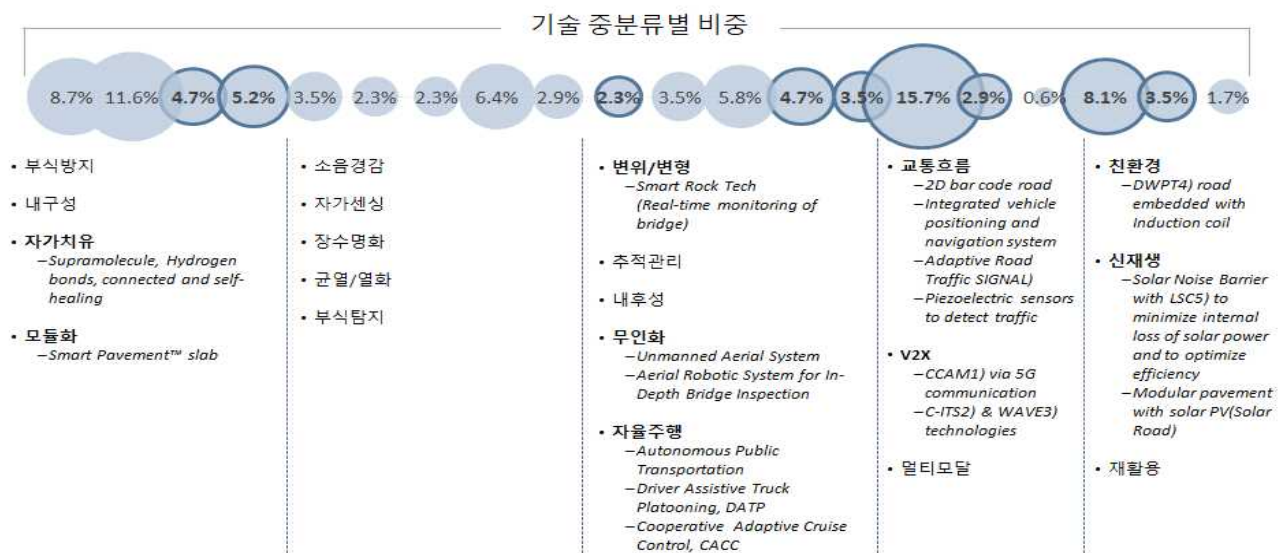 기술 중분류별 비중
8.7% 11.6% 4.7% 5.2% 3.5% 2.3% 2.3% 6.4% 2.9% 2.3% 3.5% 5.8% 4.7% 3.5% 15.7% 2.9% 0.6% 8.1% 3.5% 1.7%
• 부식방지
• 내구성
• 자가치유
–Supramolecule, Hydrogen
bonds, connected and self-
healing
• 모듈화
–Smart Pavement™ slab
• 소음경감
• 자가센싱
• 장수명화
• 균열/열화
• 부식탐지
• 변위/변형
–Smart Rock Tech
(Real-time monitoring of
bridge)
• 추적관리
• 내후성
• 무인화
–Unmanned Aerial System
–Aerial Robotic System for In-
Depth Bridge Inspection
• 자율주행
–Autonomous Public
Transportation
–Driver Assistive Truck
Platooning, DATP
–Cooperative Adaptive Cruise
Control, CACC
• 교통흐름
–2D bar code road
–Integrated vehicle
positioning and
navigation system
–Adaptive Road
Traffic SIGNAL)
–Piezoelectric sensors
to detect traffic
• V2X
–CCAM1) via 5G
communication
–C-ITS2) & WAVE3)
technologies
• 멀티모달
• 친환경
–DWPT4) road
embedded with
Induction coil
• 신재생
–Solar Noise Barrier
with LSC5) to
minimize internal
loss of solar power
and to optimize
efficiency
–Modular pavement
with solar PV(Solar
Road)
• 재활용